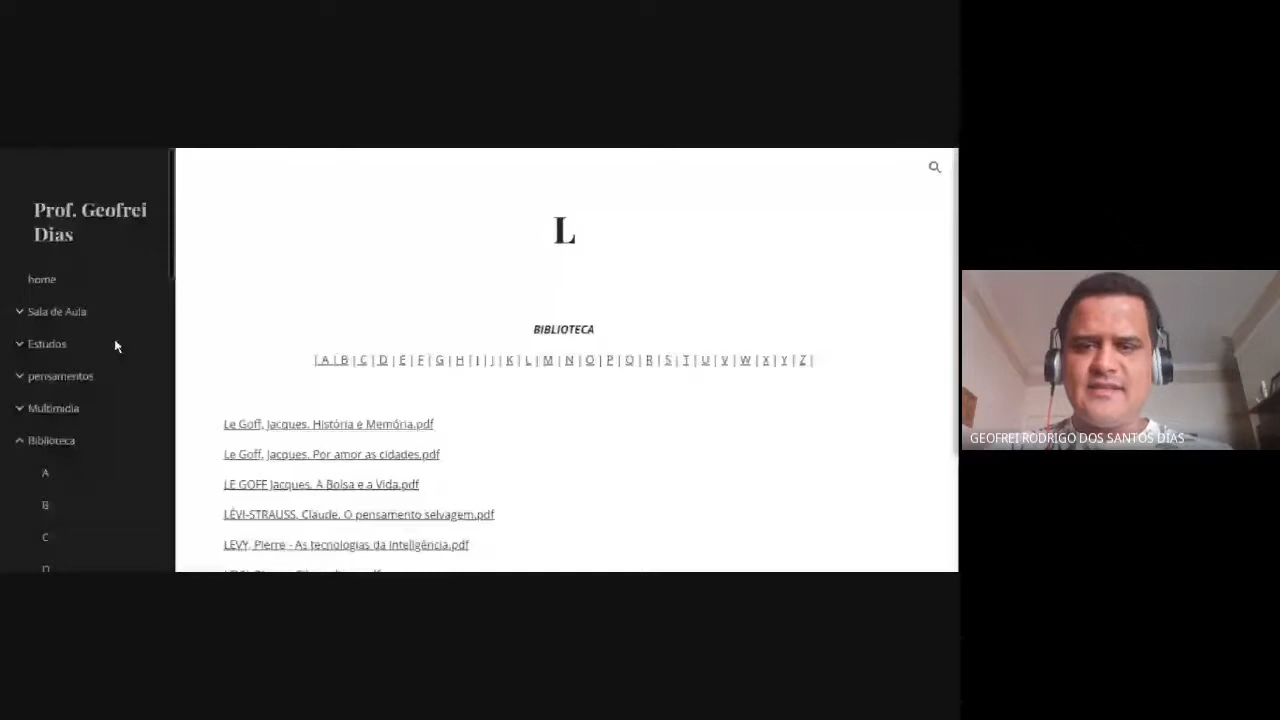 Prof. Geofrei
Dias
home
Sala de Aula
Estudos
pensamentos
Multimidia
Biblioteca
A
B
C
D
L
BIBLIOTECA
| A | B | C | D | E | F | G | H | I | J | K | L | M | N | O | P | Q | R | S | T | U | V | W | X | Y | Z |
Le Goff, Jacques. História e Memória.pdf
Le Goff, Jacques. Por amor as cidades.pdf
LE GOFF Jacques. A Bolsa e a Vida.pdf
LÉVI-STRAUSS. Claude. O pensamento selvagem.pdf
LEVY, Pierre - As tecnologias da inteligência.pdf
GEOFREI RODRIGO DOS SANTOS DIAS